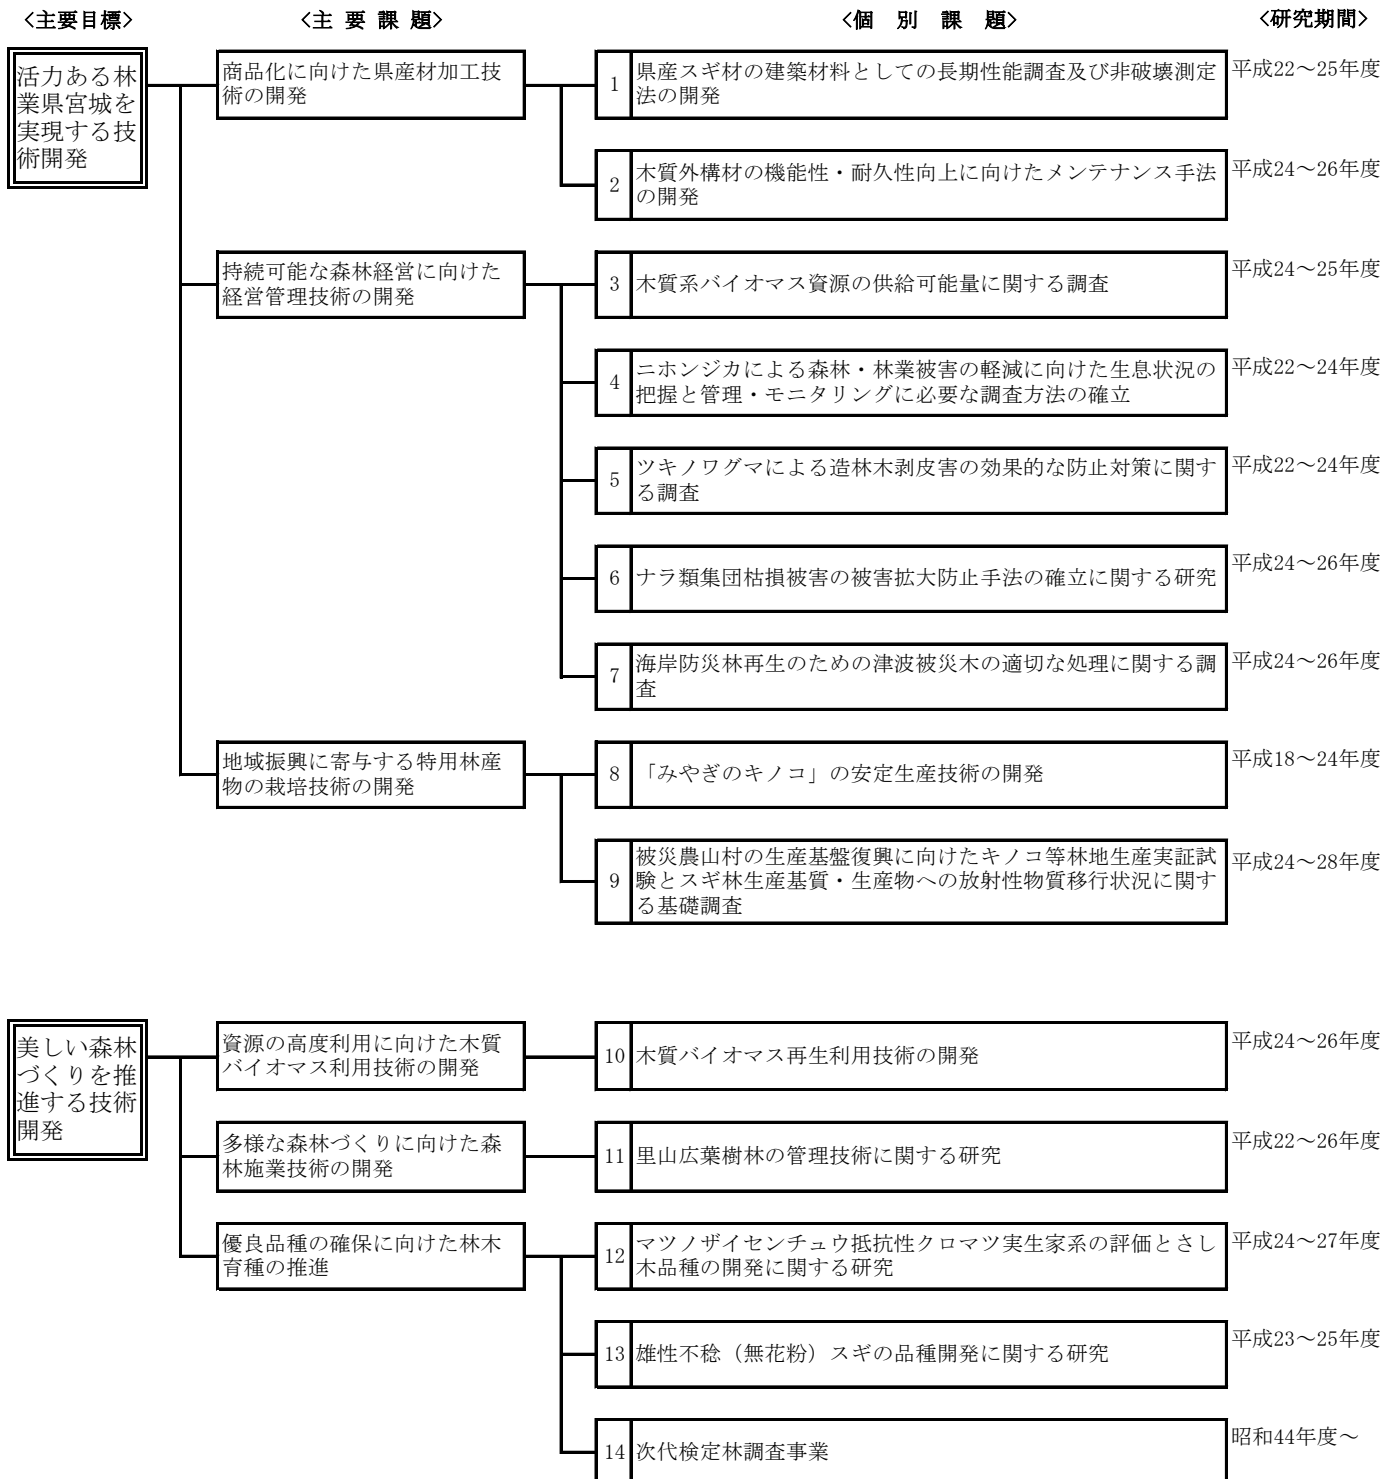 <主要目標>
<主 要 課 題>
<個 別 課 題>
<研究期間>
活力ある林
業県宮城を
実現する技
術開発
商品化に向けた県産材加工技
術の開発
1
県産スギ材の建築材料としての長期性能調査及び非破壊測定
法の開発
平成22~25年度
2
木質外構材の機能性・耐久性向上に向けたメンテナンス手法
の開発
平成24~26年度
持続可能な森林経営に向けた
経営管理技術の開発
3
木質系バイオマス資源の供給可能量に関する調査
平成24~25年度
4
ニホンジカによる森林・林業被害の軽減に向けた生息状況の
把握と管理・モニタリングに必要な調査方法の確立
平成22~24年度
5
ツキノワグマによる造林木剥皮害の効果的な防止対策に関す
る調査
平成22~24年度
6
ナラ類集団枯損被害の被害拡大防止手法の確立に関する研究
平成24~26年度
7
海岸防災林再生のための津波被災木の適切な処理に関する調
査
平成24~26年度
地域振興に寄与する特用林産
物の栽培技術の開発
8
「みやぎのキノコ」の安定生産技術の開発
平成18~24年度
9
被災農山村の生産基盤復興に向けたキノコ等林地生産実証試
験とスギ林生産基質・生産物への放射性物質移行状況に関す
る基礎調査
平成24~28年度
美しい森林
づくりを推
進する技術
開発
資源の高度利用に向けた木質
バイオマス利用技術の開発
10
木質バイオマス再生利用技術の開発
平成24~26年度
多様な森林づくりに向けた森
林施業技術の開発
11
里山広葉樹林の管理技術に関する研究
平成22~26年度
優良品種の確保に向けた林木
育種の推進
12
マツノザイセンチュウ抵抗性クロマツ実生家系の評価とさし
木品種の開発に関する研究
平成24~27年度
13
雄性不稔(無花粉)スギの品種開発に関する研究
平成23~25年度
14
次代検定林調査事業
昭和44年度~